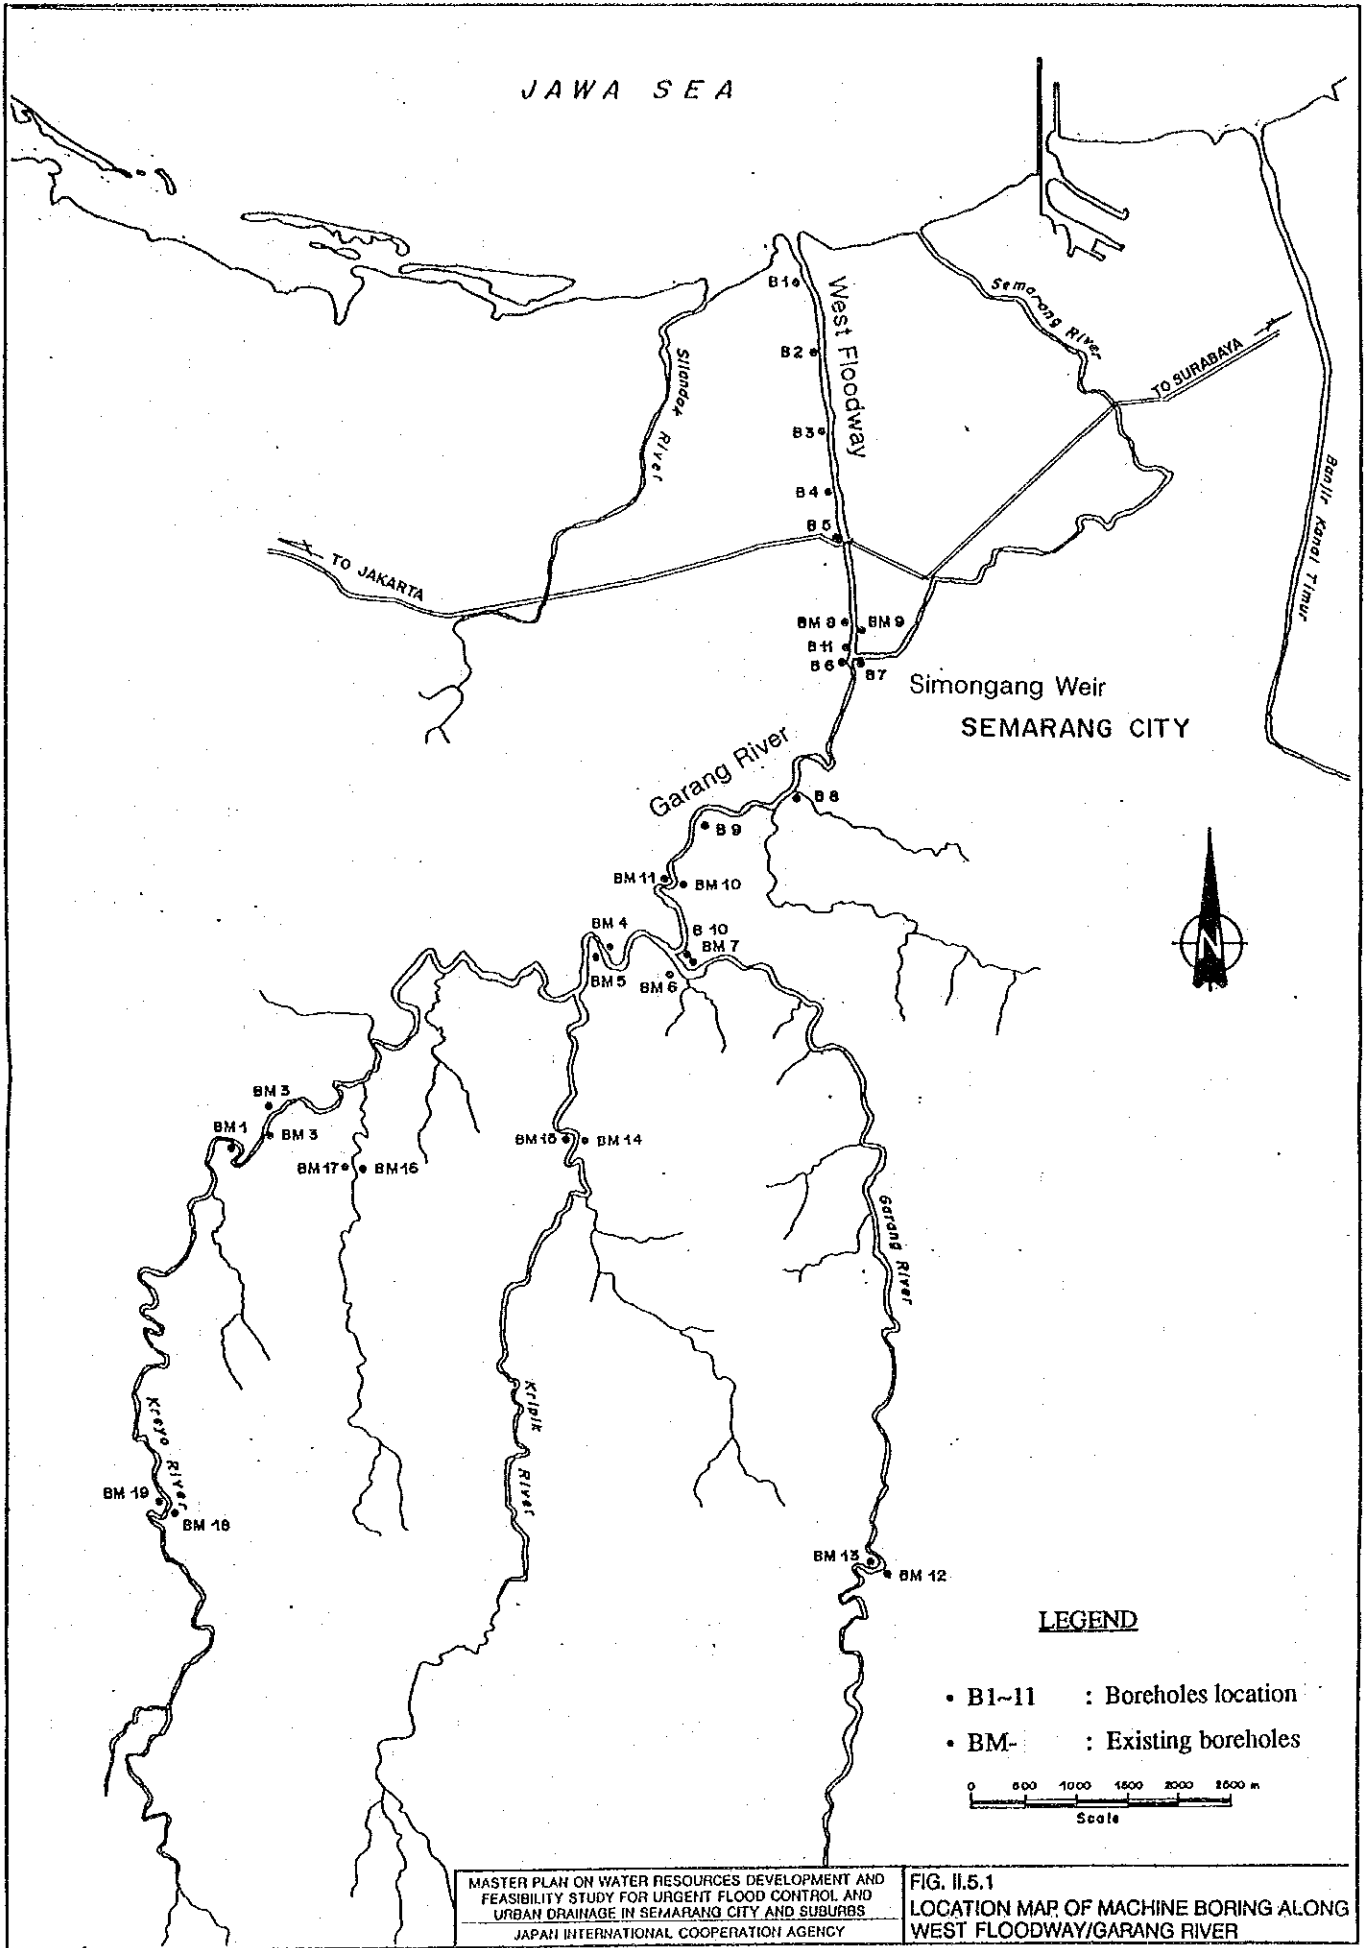 JAWA SEA
B1
West Floodway
Semarang River
B2
Silandak River
TO SURABAYA
B3
Banjir Kanal Timur
B4
B5
TO JAKARTA
BM 8
BM 9
B11
B6
B7
Simongang Weir
SEMARANG CITY
Garang River
B 8
B 9
BM 11
BM 10
BM 4
B 10
BM 7
BM 5
BM 6
N
BM 3
BM 1
BM 3
BM 15
BM 14
BM 17
BM 16
Garang River
Kripik River
Kreyo River
BM 19
BM 18
BM 13
BM 12
LEGEND
• B1~11 : Boreholes location
• BM- : Existing boreholes
0 500 1000 1500 2000 2500 m
Scale
MASTER PLAN ON WATER RESOURCES DEVELOPMENT AND
FEASIBILITY STUDY FOR URGENT FLOOD CONTROL AND
URBAN DRAINAGE IN SEMARANG CITY AND SUBURBS
JAPAN INTERNATIONAL COOPERATION AGENCY
FIG. II.5.1
LOCATION MAP OF MACHINE BORING ALONG
WEST FLOODWAY/GARANG RIVER